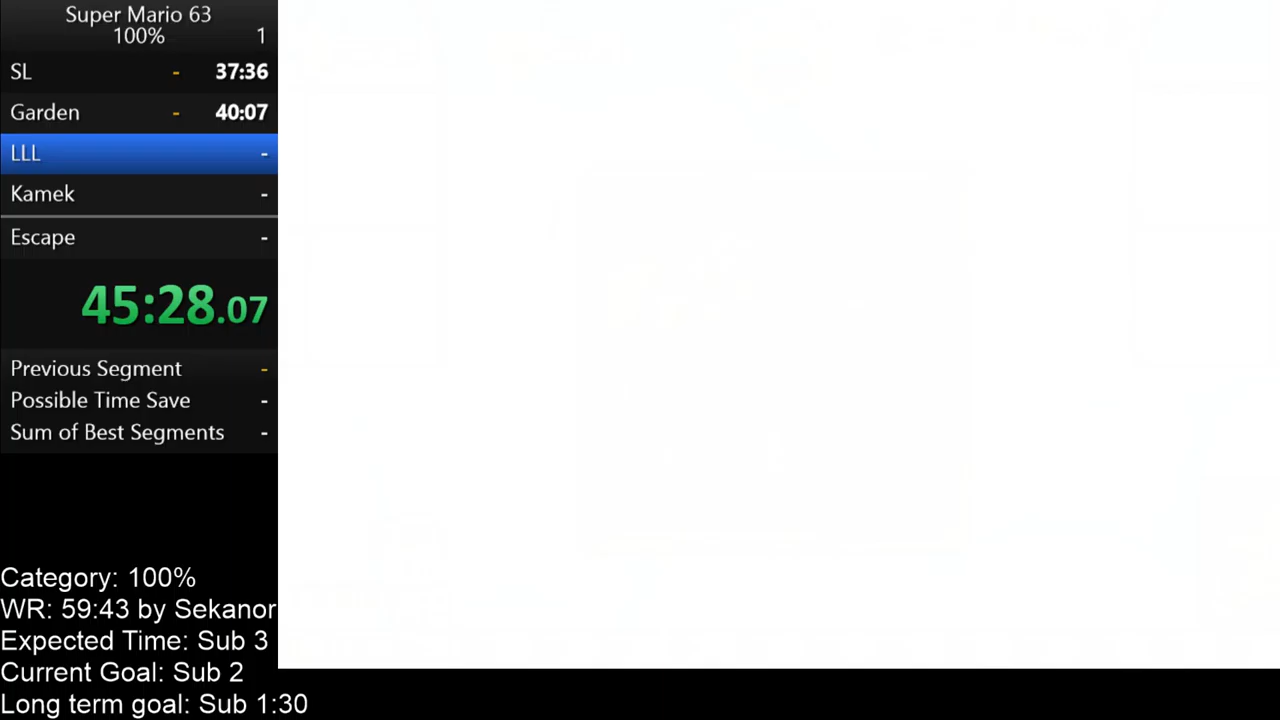 Super Mario 63
100% 1
SL - 37:36
Garden - 40:07
LLL -
Kamek -
Escape -
45:28.07
Previous Segment -
Possible Time Save -
Sum of Best Segments -
Category: 100%
WR: 59:43 by Sekanor
Expected Time: Sub 3
Current Goal: Sub 2
Long term goal: Sub 1:30